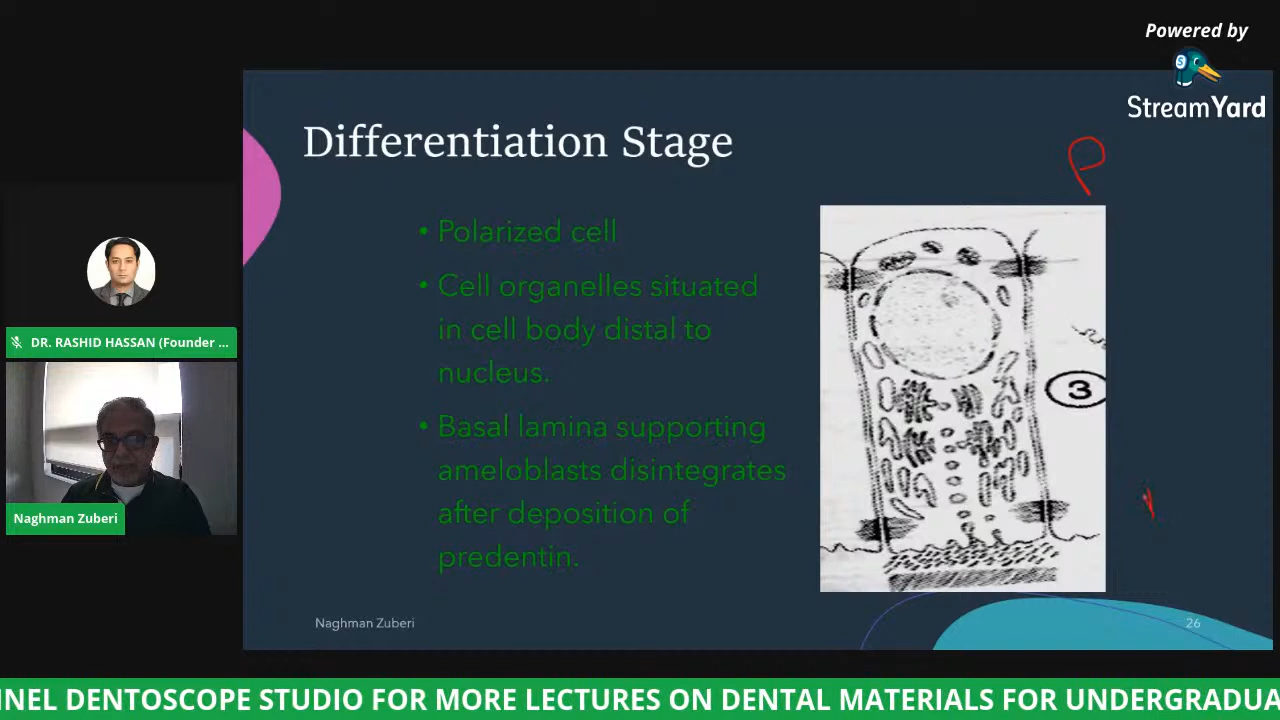 Powered by
StreamYard
Differentiation Stage
P
• Polarized cell
• Cell organelles situated
in cell body distal to
nucleus.
• Basal lamina supporting
ameloblasts disintegrates
after deposition of
predentin.
3
DR. RASHID HASSAN (Founder ...
Naghman Zuberi
Naghman Zuberi
26
NNEL DENTOSCOPE STUDIO FOR MORE LECTURES ON DENTAL MATERIALS FOR UNDERGRADUA